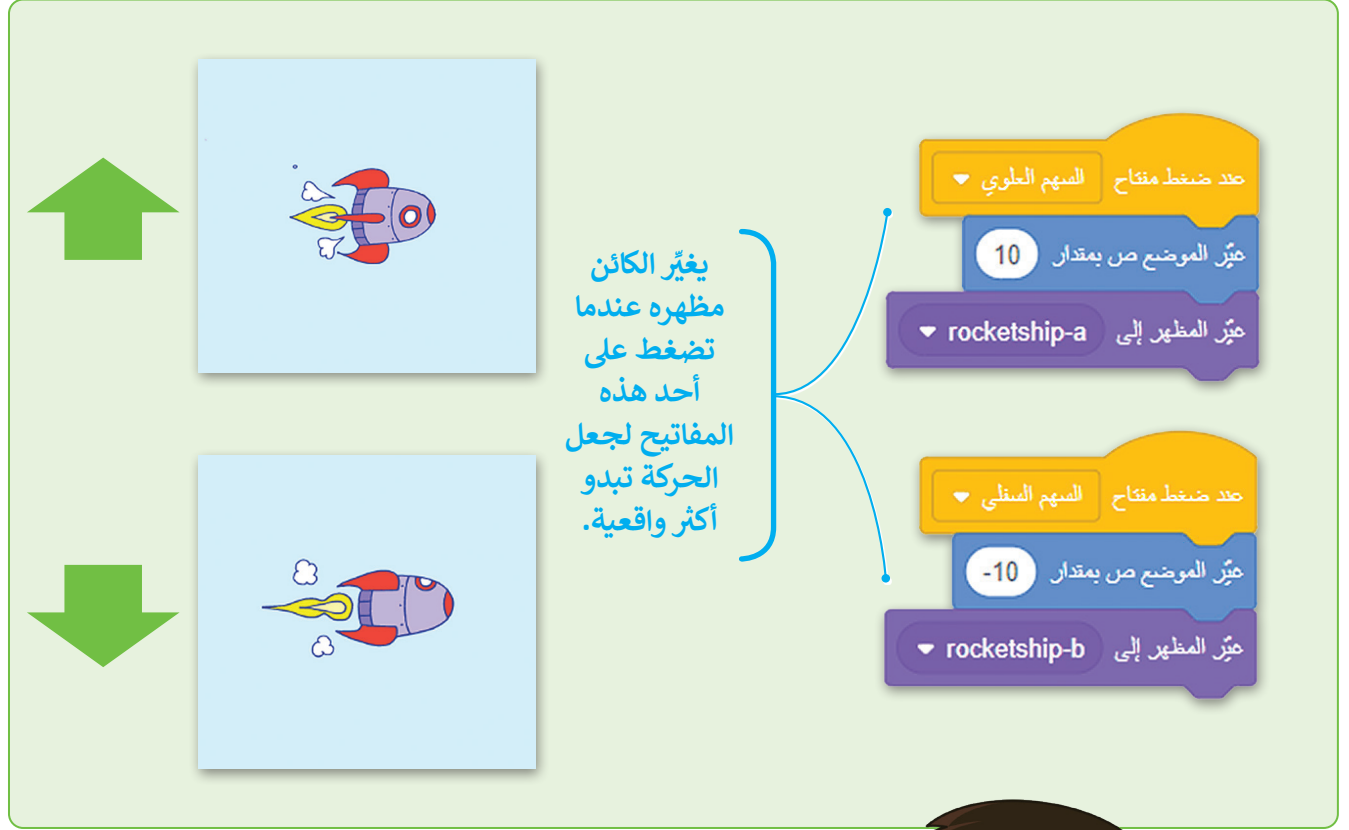 عند ضغط مفتاح السهم العلوي
غيِّر الموضع ص بمقدار 10
غيِّر المظهر إلى rocketship-a
يغيِّر الكائن
مظهره عندما
تضغط على
أحد هذه
المفاتيح لجعل
الحركة تبدو
أكثر واقعية.
عند ضغط مفتاح السهم السفلي
غيِّر الموضع ص بمقدار -10
غيِّر المظهر إلى rocketship-b